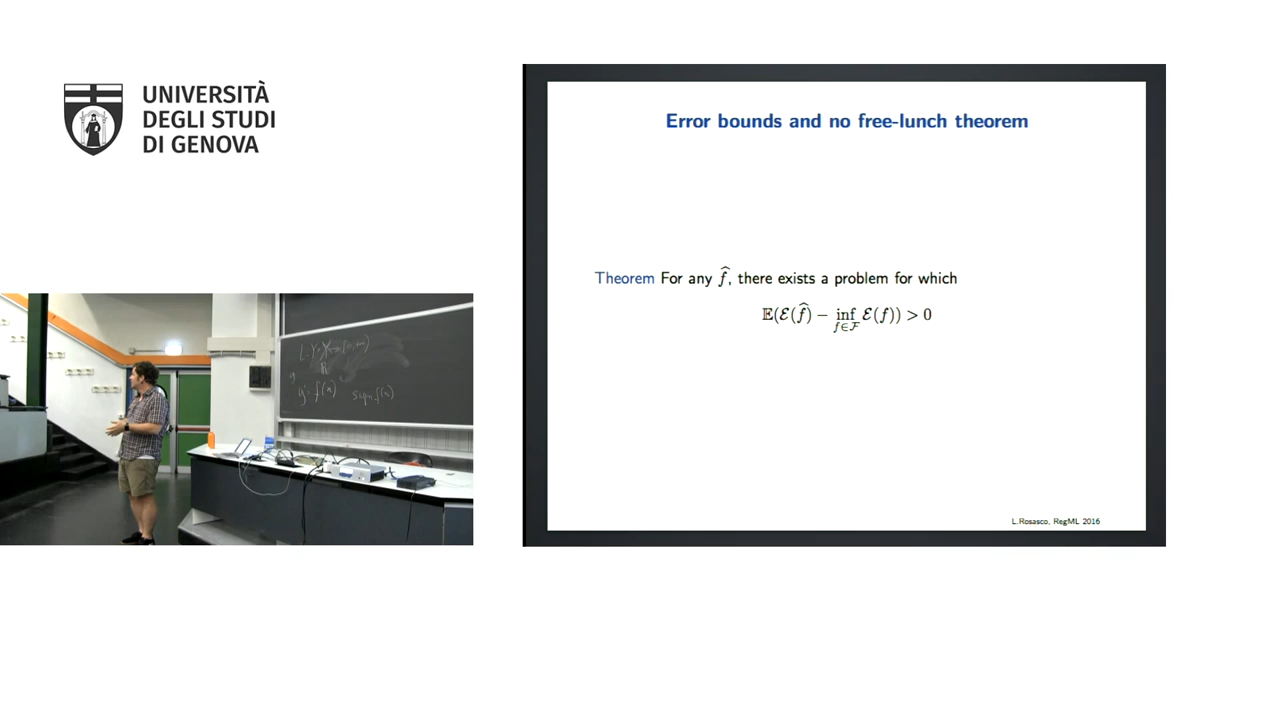 UNIVERSITÀ
DEGLI STUDI
DI GENOVA
Error bounds and no free-lunch theorem
Theorem For any f̂, there exists a problem for which
𝔼(ℰ(f̂) − inf_{f∈ℱ} ℰ(f)) > 0
L.Rosasco, RegML 2016
y = f(x)
sign f(x)